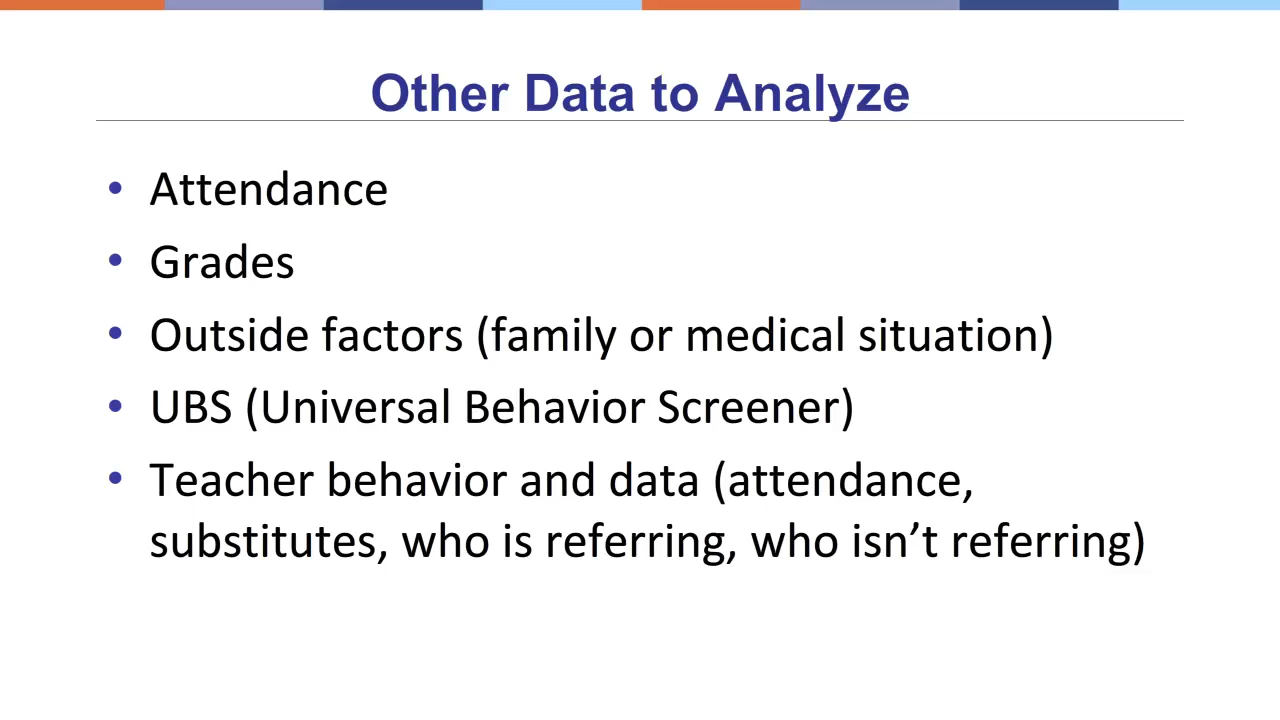 Other Data to Analyze
• Attendance
• Grades
• Outside factors (family or medical situation)
• UBS (Universal Behavior Screener)
• Teacher behavior and data (attendance,
substitutes, who is referring, who isn’t referring)